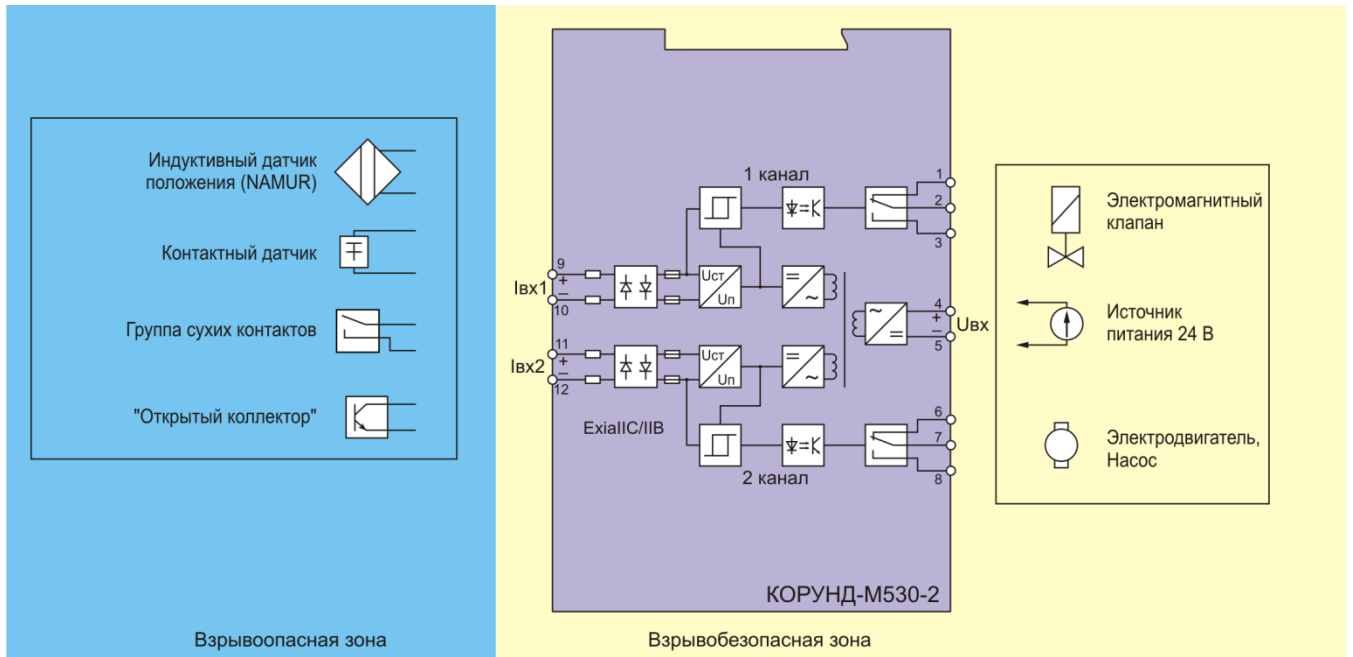 Индуктивный датчик
положения (NAMUR)
Контактный датчик
Группа сухих контактов
"Открытый коллектор"
Взрывоопасная зона
1 канал
1
2
3
9
+
Iвх1
–
10
Uст
Uп
=
~
~
=
4
+
Uвх
–
5
11
+
Iвх2
–
12
Uст
Uп
=
~
ExiaIIC/IIB
6
7
8
2 канал
КОРУНД-М530-2
Взрывобезопасная зона
Электромагнитный
клапан
Источник
питания 24 В
Электродвигатель,
Насос